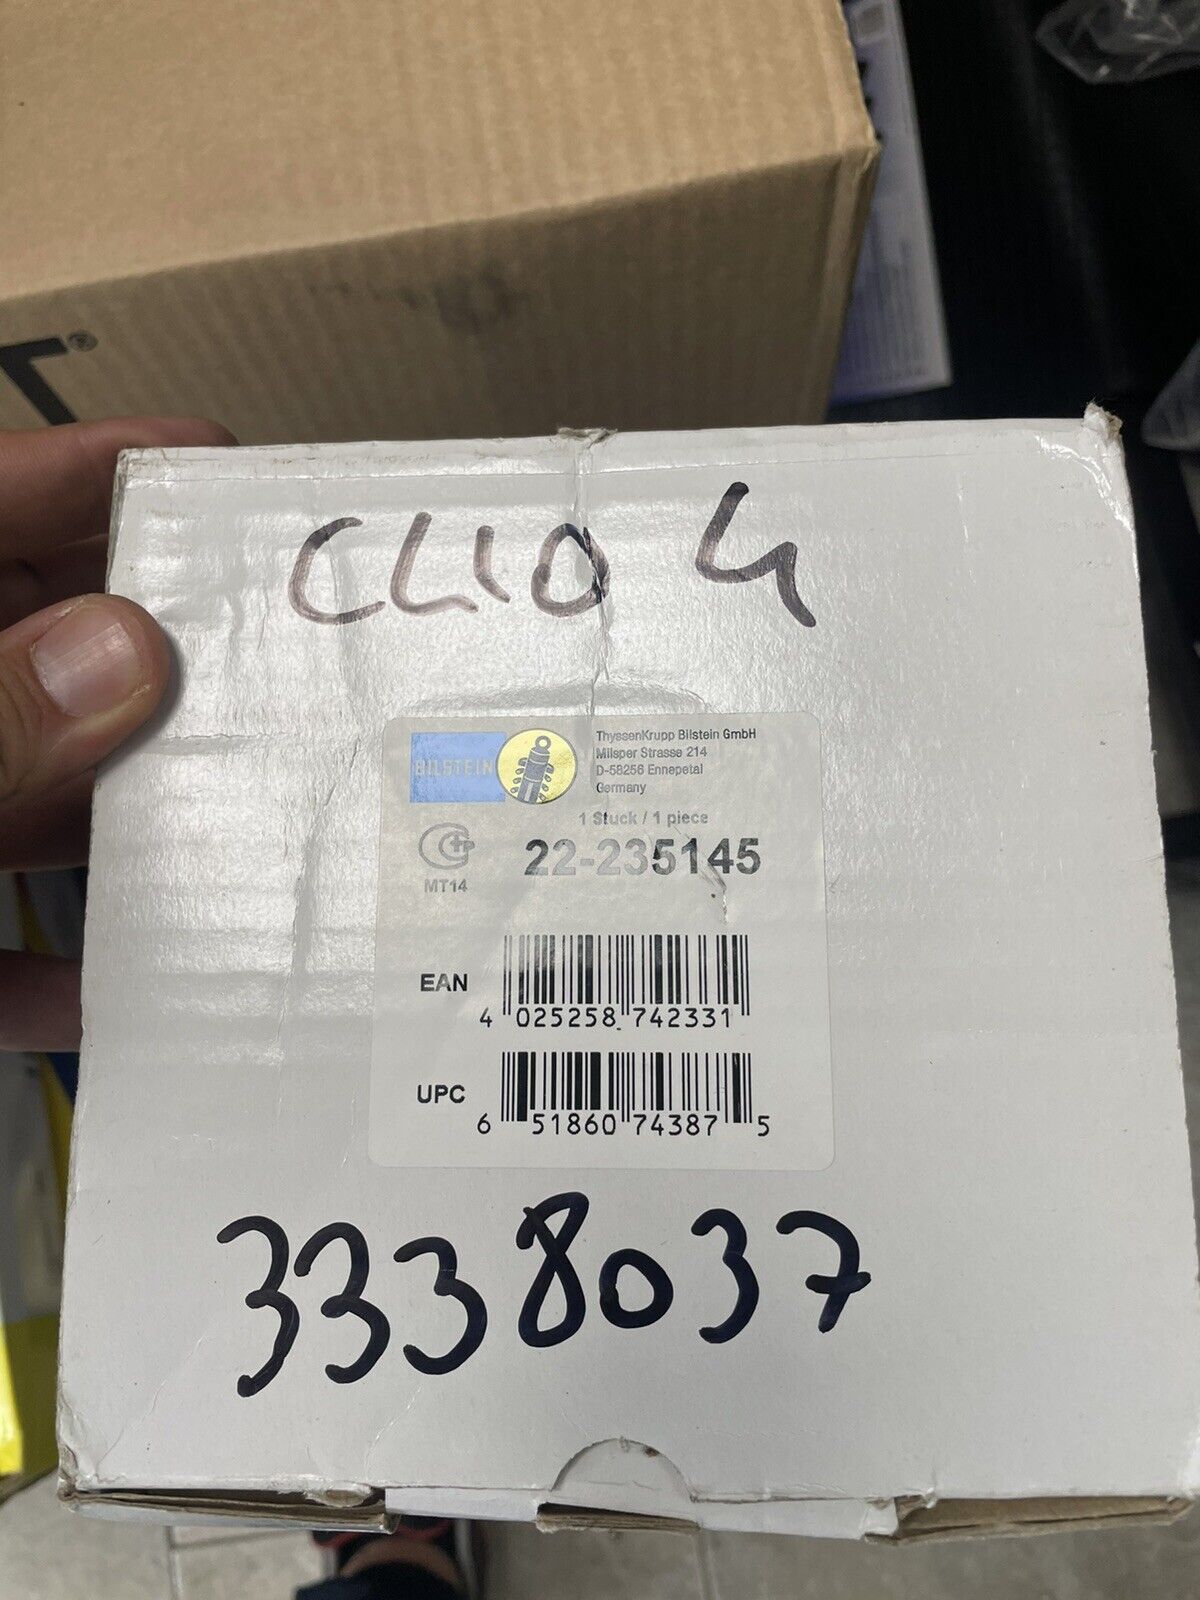 T®
CLIO 4
BILSTEIN
ThyssenKrupp Bilstein GmbH
Milsper Strasse 214
D-58256 Ennepetal
Germany
1 Stuck / 1 piece
22-235145
MT14
EAN
4 025258 742331
UPC
6 51860 74387 5
3338037